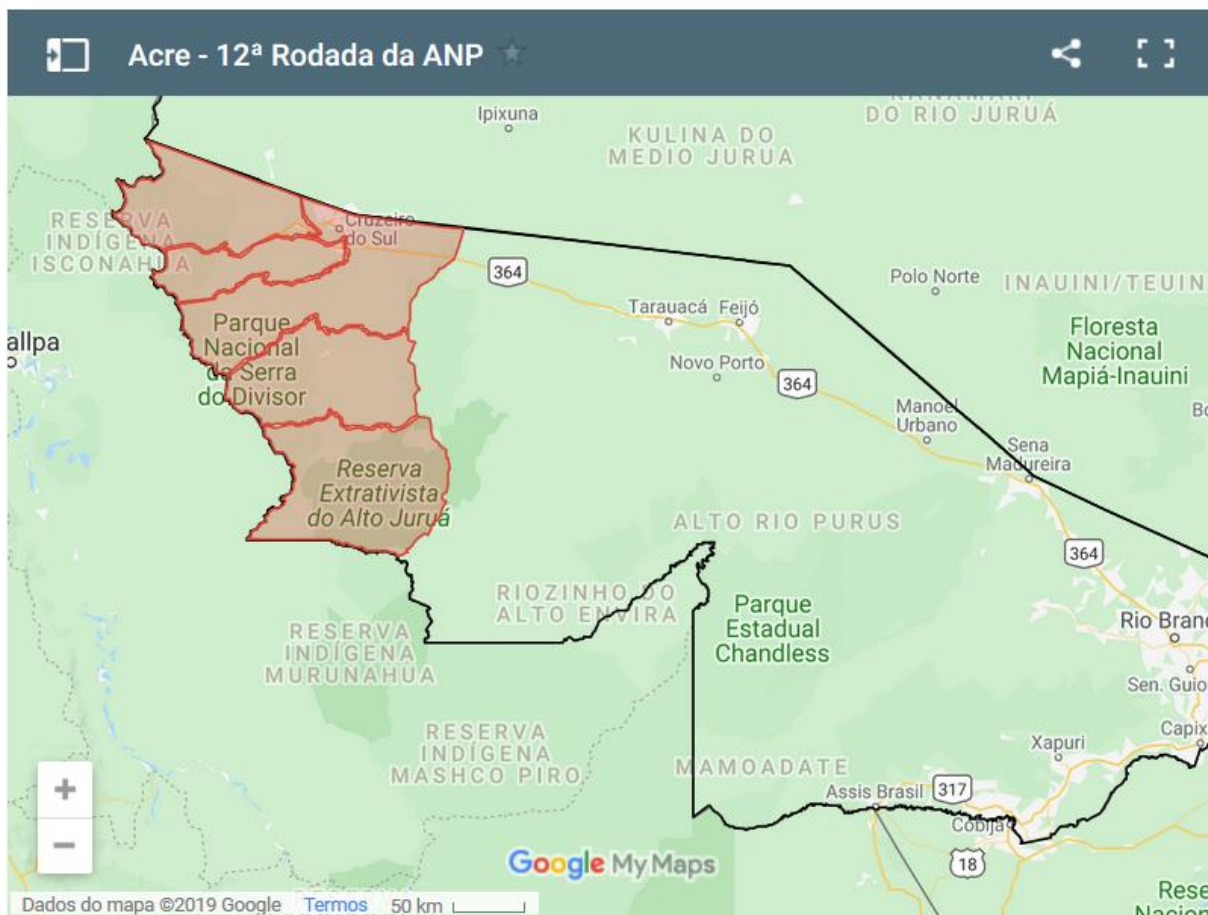 Acre - 12ª Rodada da ANP
DO RIO JURUÁ
Ipixuna
KULINA DO
MEDIO JURUA
RESERVA
INDÍGENA
ISCONAHUA
Cruzeiro
do Sul
364
Polo Norte
INAUINI/TEUIN
Tarauacá
Feijó
Parque
Nacional
da Serra
do Divisor
allpa
Novo Porto
364
Floresta
Nacional
Mapiá-Inauini
Manoel
Urbano
Sena
Madureira
Reserva
Extrativista
do Alto Juruá
ALTO RIO PURUS
364
RIOZINHO DO
ALTO ENVIRA
Parque
Estadual
Chandless
Rio Branc
RESERVA
INDÍGENA
MURUNAHUA
Sen. Guio
RESERVA
INDÍGENA
MASHCO PIRO
Xapuri
Capix
MAMOADATE
Assis Brasil
317
Cobija
18
+
−
Google My Maps
Rese
Dados do mapa ©2019 Google
Termos
50 km